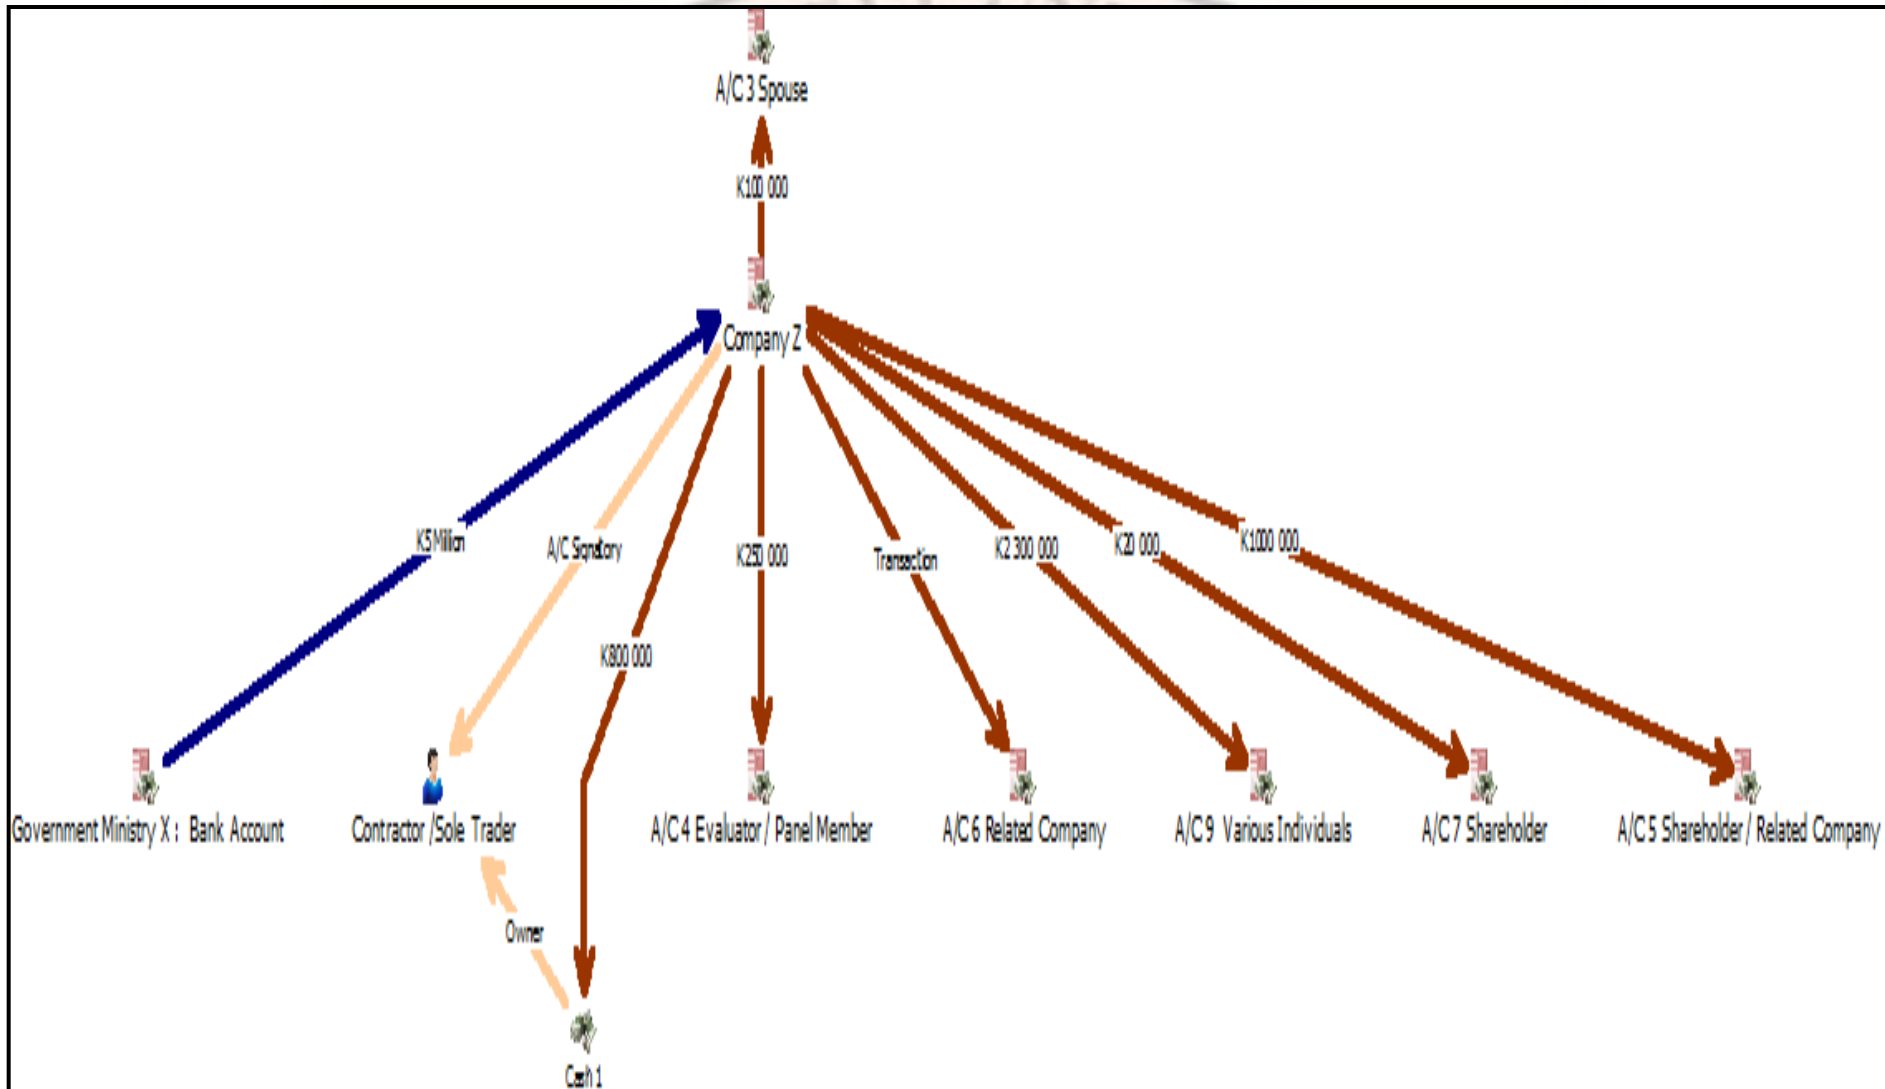 A/C 3 Spouse
K100 000
Company Z
K5 Million
A/C Signatory
K250 000
Transaction
K2 300 000
K20 000
K1000 000
K800 000
Government Ministry X : Bank Account
Contractor /Sole Trader
A/C 4 Evaluator / Panel Member
A/C 6 Related Company
A/C 9 Various Individuals
A/C 7 Shareholder
A/C 5 Shareholder / Related Company
Owner
Cash 1